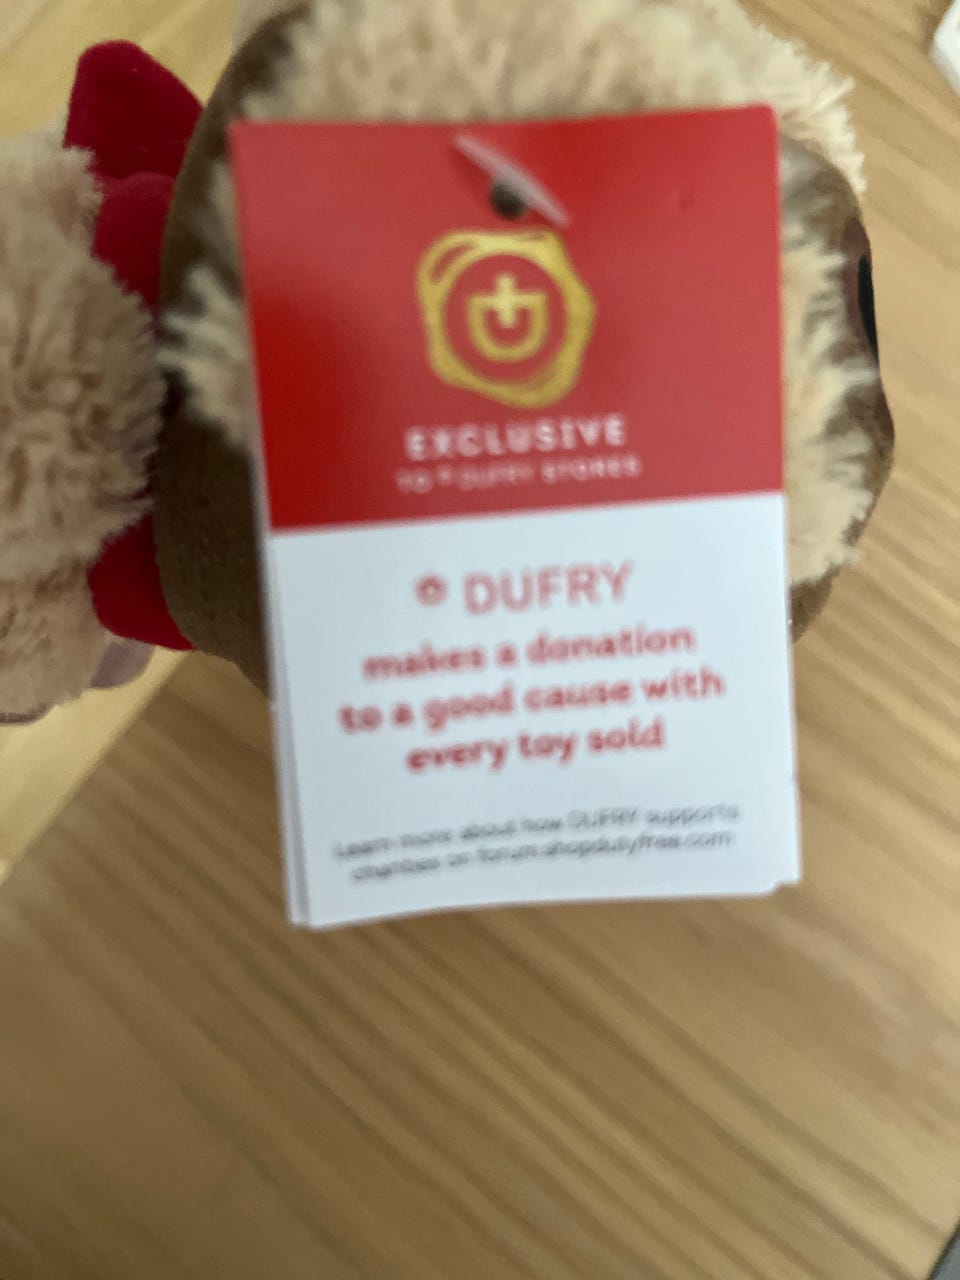 EXCLUSIVE
TO DUFRY STORES
DUFRY
makes a donation
to a good cause with
every toy sold
Learn more about how DUFRY supports
charities on forum.shopdutyfree.com